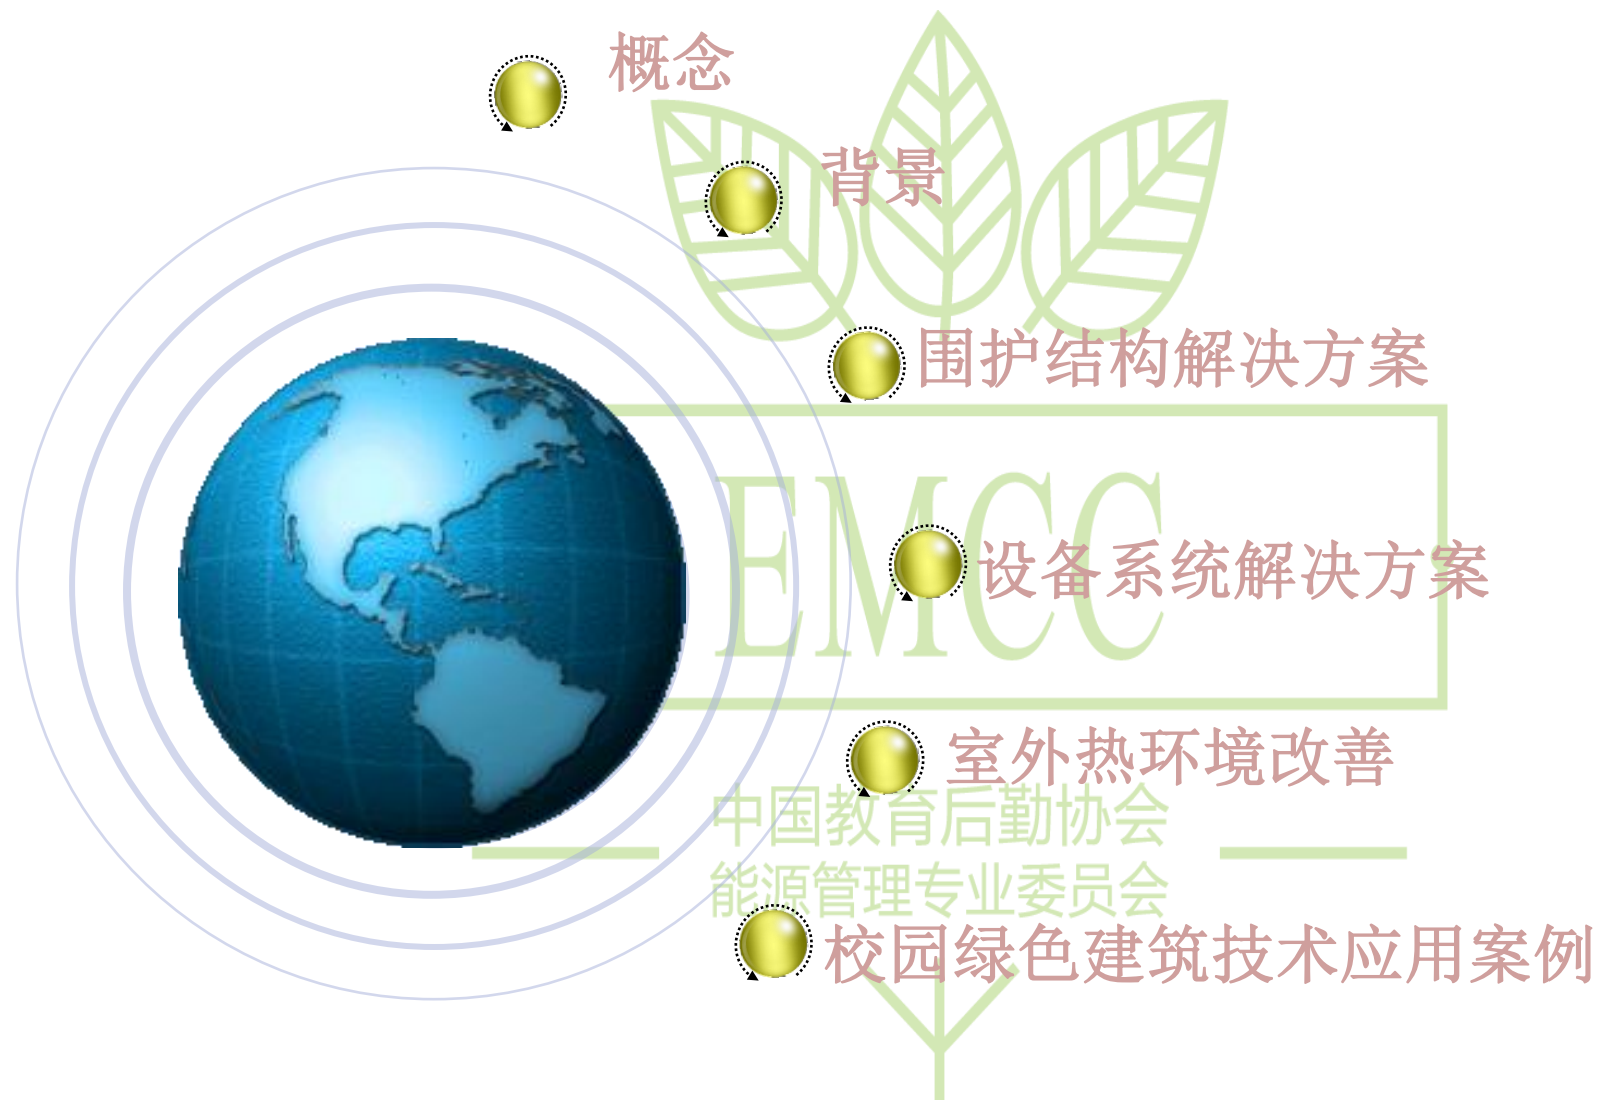 概念
背景
围护结构解决方案
EMCC
设备系统解决方案
室外热环境改善
中国教育后勤协会
能源管理专业委员会
校园绿色建筑技术应用案例